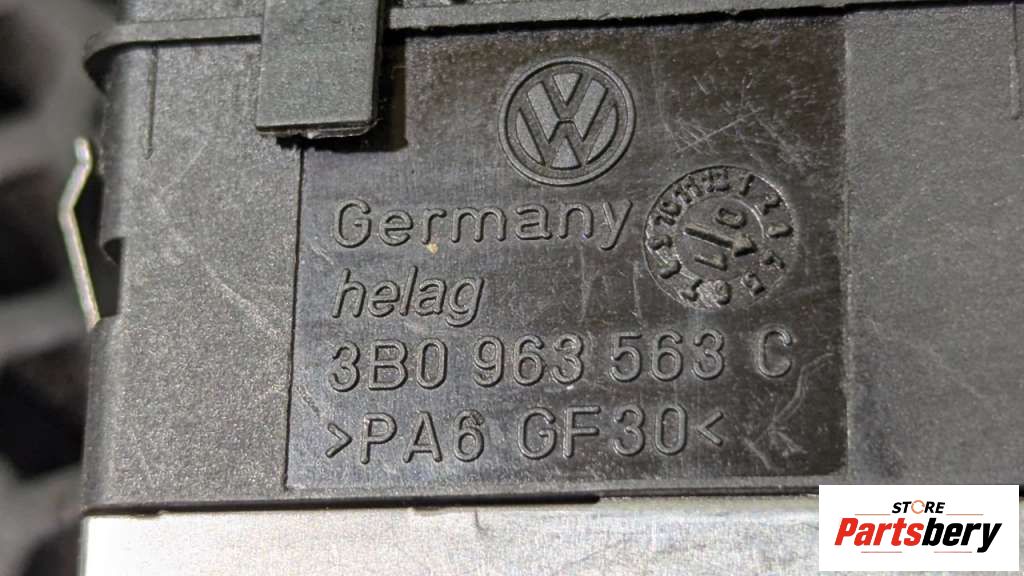 Germany
helag
3B0 963 563 C
>PA6 GF30<
STORE
Partsbery